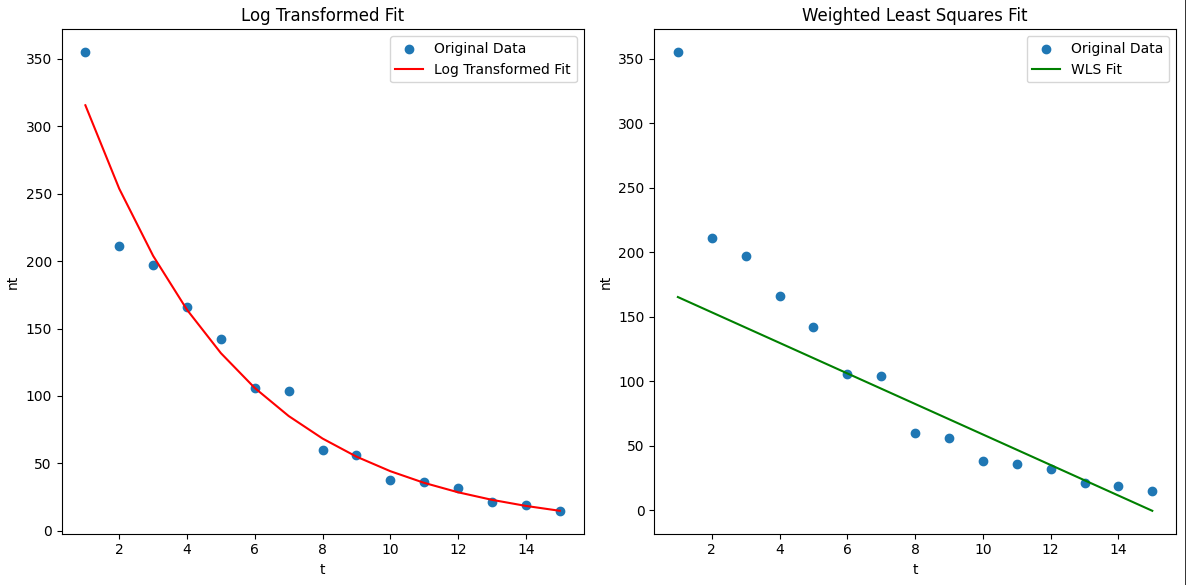 Log Transformed Fit
Original Data
Log Transformed Fit
350
300
250
200
150
100
50
0
nt
2 4 6 8 10 12 14
t
Weighted Least Squares Fit
Original Data
WLS Fit
350
300
250
200
150
100
50
0
nt
2 4 6 8 10 12 14
t